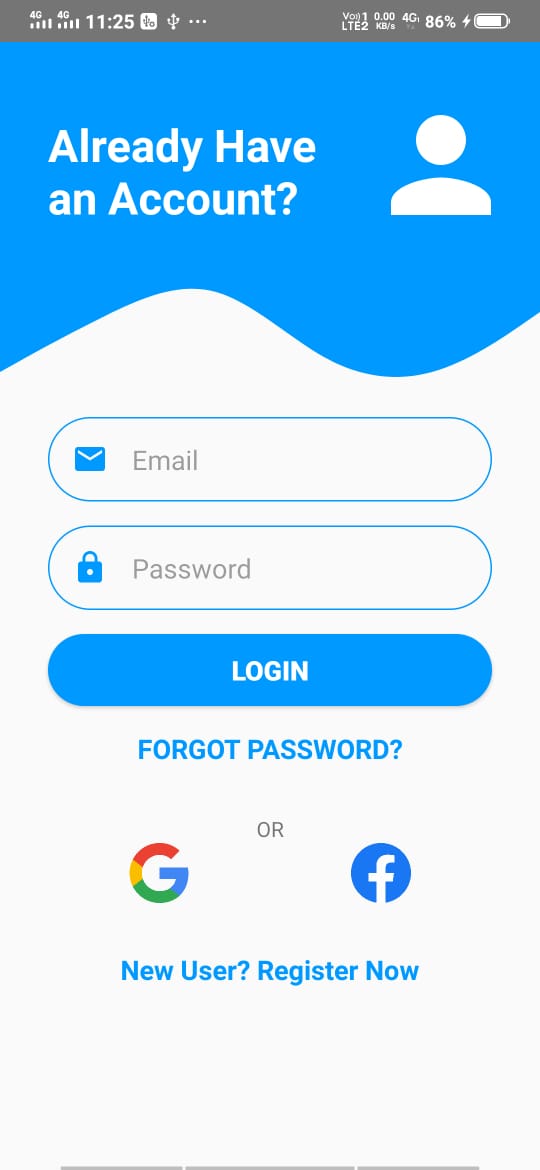 4G 4G 11:25 ... Vo))1 LTE2 0.00 KB/s 4G 86%
Already Have
an Account?
Email
Password
LOGIN
FORGOT PASSWORD?
OR
New User? Register Now